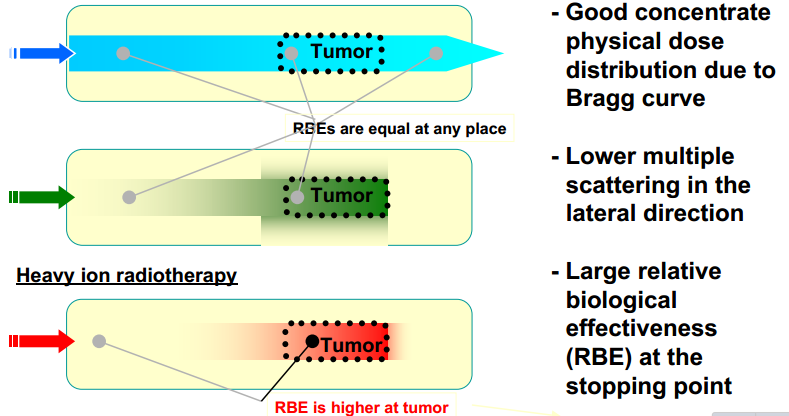 - Good concentrate
physical dose
distribution due to
Bragg curve
Tumor
RBEs are equal at any place
- Lower multiple
scattering in the
lateral direction
Tumor
Heavy ion radiotherapy
- Large relative
biological
effectiveness
(RBE) at the
stopping point
Tumor
RBE is higher at tumor